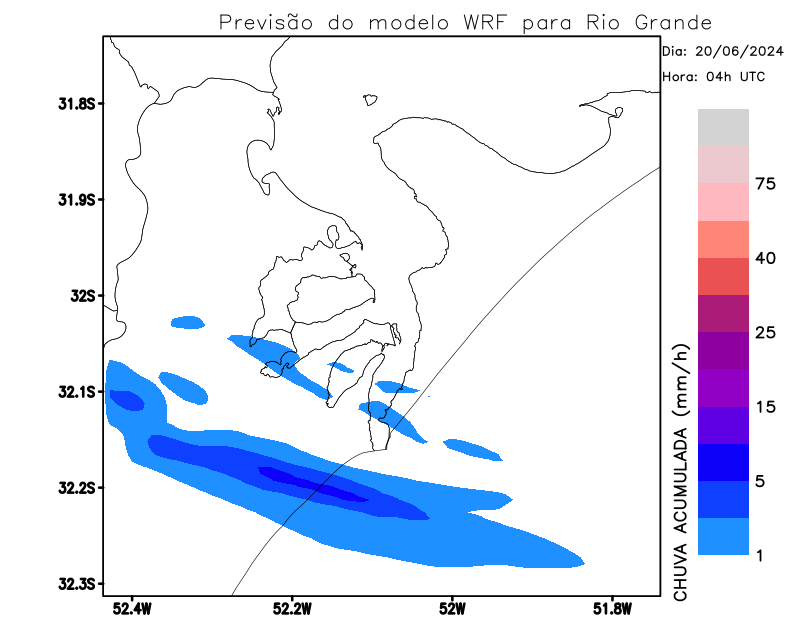 Previsão do modelo WRF para Rio Grande
Dia: 20/06/2024
Hora: 04h UTC
31.8S
31.9S
32S
32.1S
32.2S
32.3S
52.4W
52.2W
52W
51.8W
75
40
25
15
5
1
CHUVA ACUMULADA (mm/h)